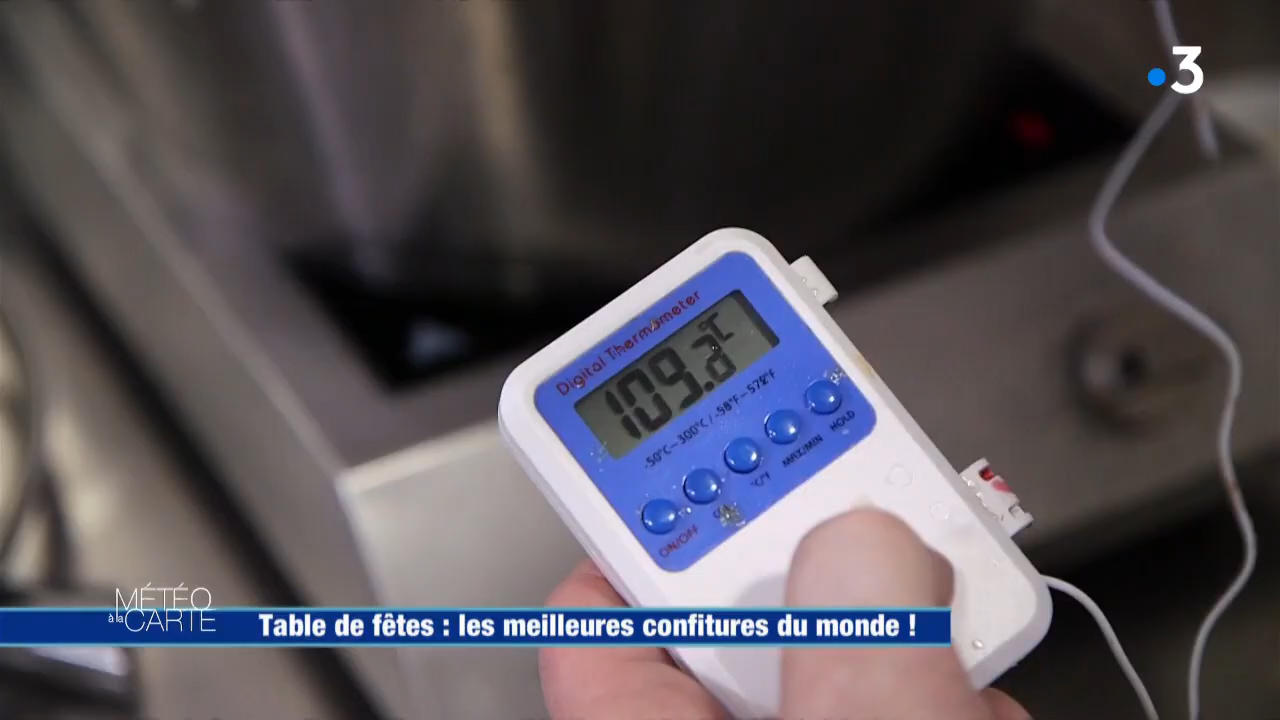 3
Digital Thermometer
109.
°C
-50°C~300°C/-58°F~572°F
°C/°F
MAX/MIN
HOLD
ON/OFF
MÉTÉO
à la
CARTE
Table de fêtes : les meilleures confitures du monde !